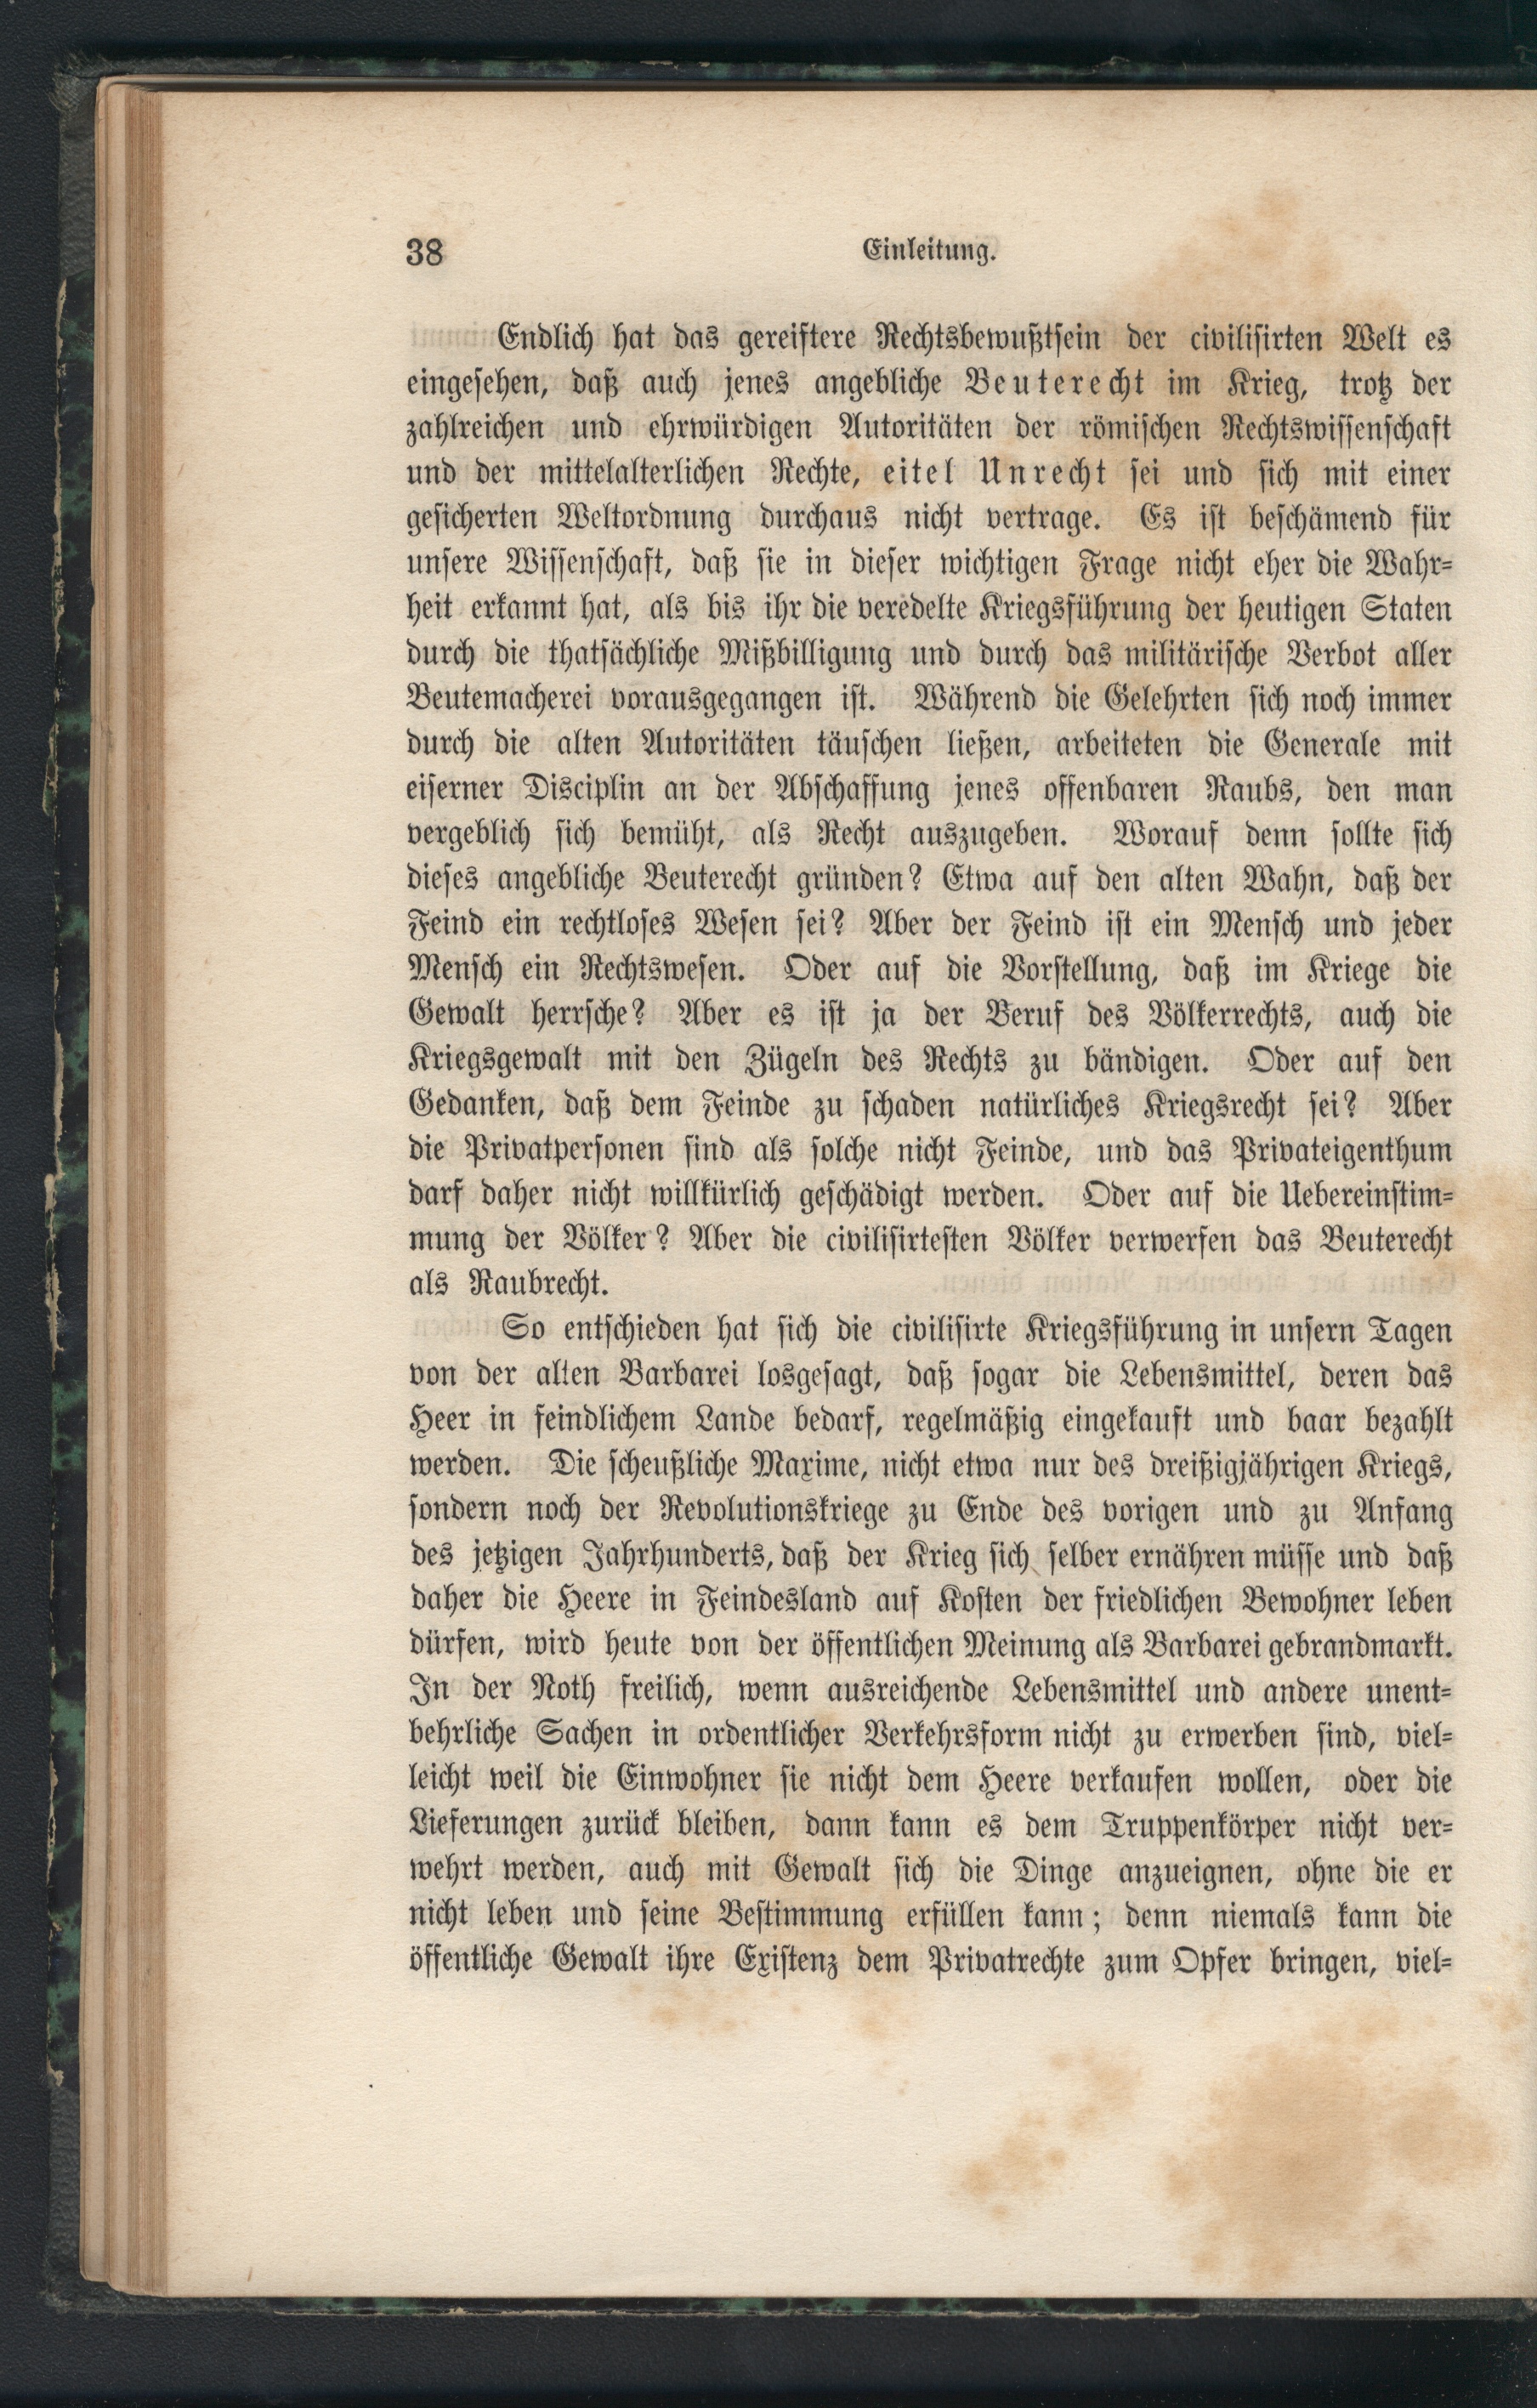 38
Einleitung.
Endlich hat das gereiftere Rechtsbewußtsein der civilisirten Welt es
eingesehen, daß auch jenes angebliche Beuterecht im Krieg, trotz der
zahlreichen und ehrwürdigen Autoritäten der römischen Rechtswissenschaft
und der mittelalterlichen Rechte, eitel Unrecht sei und sich mit einer
gesicherten Weltordnung durchaus nicht vertrage. Es ist beschämend für
unsere Wissenschaft, daß sie in dieser wichtigen Frage nicht eher die Wahr-
heit erkannt hat, als bis ihr die veredelte Kriegsführung der heutigen Staten
durch die thatsächliche Mißbilligung und durch das militärische Verbot aller
Beutemacherei vorausgegangen ist. Während die Gelehrten sich noch immer
durch die alten Autoritäten täuschen ließen, arbeiteten die Generale mit
eiserner Disciplin an der Abschaffung jenes offenbaren Raubs, den man
vergeblich sich bemüht, als Recht auszugeben. Worauf denn sollte sich
dieses angebliche Beuterecht gründen? Etwa auf den alten Wahn, daß der
Feind ein rechtloses Wesen sei? Aber der Feind ist ein Mensch und jeder
Mensch ein Rechtswesen. Oder auf die Vorstellung, daß im Kriege die
Gewalt herrsche? Aber es ist ja der Beruf des Völkerrechts, auch die
Kriegsgewalt mit den Zügeln des Rechts zu bändigen. Oder auf den
Gedanken, daß dem Feinde zu schaden natürliches Kriegsrecht sei? Aber
die Privatpersonen sind als solche nicht Feinde, und das Privateigenthum
darf daher nicht willkürlich geschädigt werden. Oder auf die Uebereinstim-
mung der Völker? Aber die civilisirtesten Völker verwerfen das Beuterecht
als Raubrecht.
So entschieden hat sich die civilisirte Kriegsführung in unsern Tagen
von der alten Barbarei losgesagt, daß sogar die Lebensmittel, deren das
Heer in feindlichem Lande bedarf, regelmäßig eingekauft und baar bezahlt
werden. Die scheußliche Maxime, nicht etwa nur des dreißigjährigen Kriegs,
sondern noch der Revolutionskriege zu Ende des vorigen und zu Anfang
des jetzigen Jahrhunderts, daß der Krieg sich selber ernähren müsse und daß
daher die Heere in Feindesland auf Kosten der friedlichen Bewohner leben
dürfen, wird heute von der öffentlichen Meinung als Barbarei gebrandmarkt.
In der Noth freilich, wenn ausreichende Lebensmittel und andere unent-
behrliche Sachen in ordentlicher Verkehrsform nicht zu erwerben sind, viel-
leicht weil die Einwohner sie nicht dem Heere verkaufen wollen, oder die
Lieferungen zurück bleiben, dann kann es dem Truppenkörper nicht ver-
wehrt werden, auch mit Gewalt sich die Dinge anzueignen, ohne die er
nicht leben und seine Bestimmung erfüllen kann; denn niemals kann die
öffentliche Gewalt ihre Existenz dem Privatrechte zum Opfer bringen, viel-